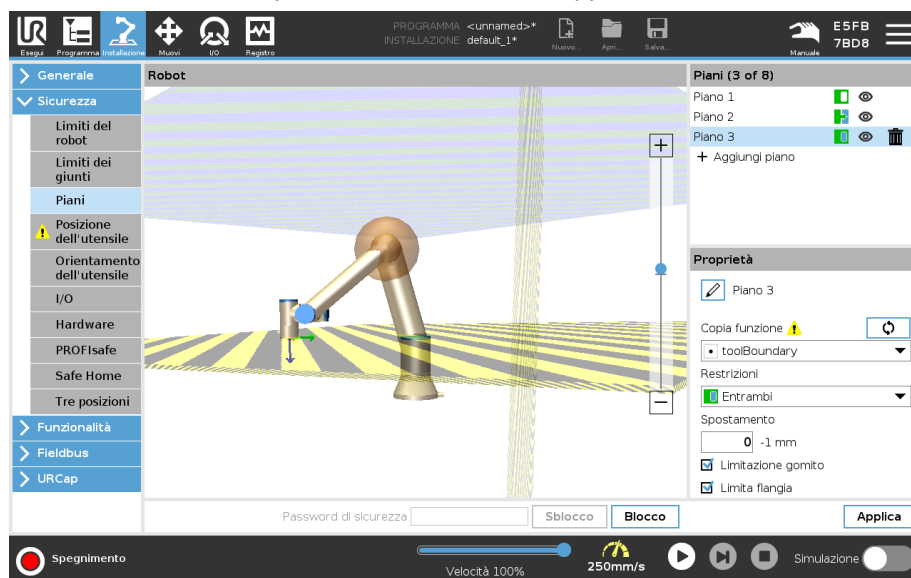 PROGRAMMA <unnamed>*
INSTALLAZIONE default_1*
Esegui
Programma
Installazione
Muovi
I/O
Registro
Nuovo...
Apri...
Salva...
Manuale
E5FB
7BD8
Generale
Sicurezza
Limiti del
robot
Limiti dei
giunti
Piani
Posizione
dell'utensile
Orientamento
dell'utensile
I/O
Hardware
PROFIsafe
Safe Home
Tre posizioni
Funzionalità
Fieldbus
URCap
Robot
Piani (3 of 8)
Piano 1
Piano 2
Piano 3
+ Aggiungi piano
Proprietà
Piano 3
Copia funzione
toolBoundary
Restrizioni
Entrambi
Spostamento
0 -1 mm
Limitazione gomito
Limita flangia
Password di sicurezza
Sblocco
Blocco
Applica
Spegnimento
Velocità 100%
250mm/s
Simulazione